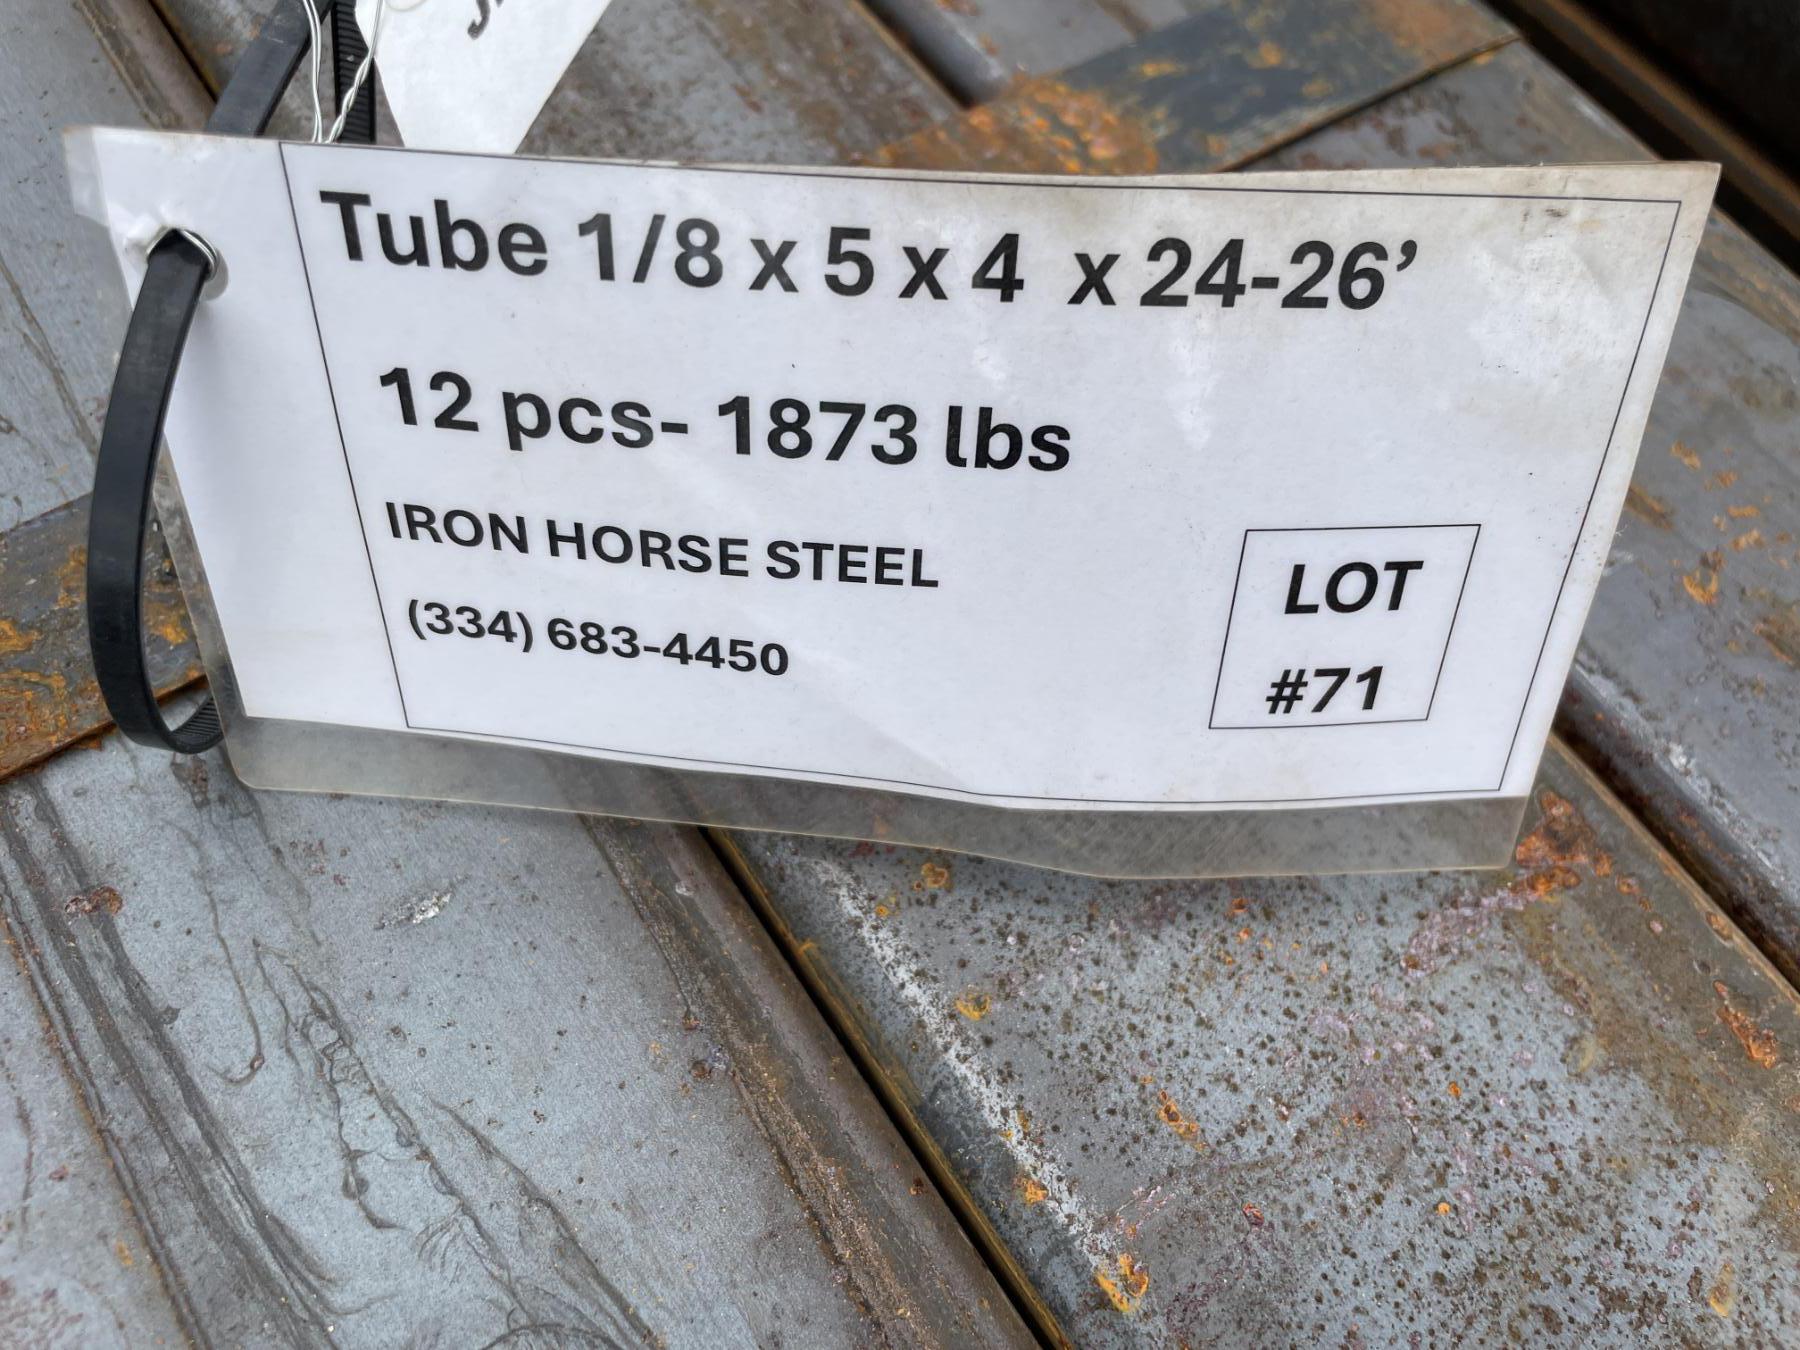 Tube 1/8 x 5 x 4 x 24-26’
12 pcs- 1873 lbs
IRON HORSE STEEL
(334) 683-4450
LOT
#71